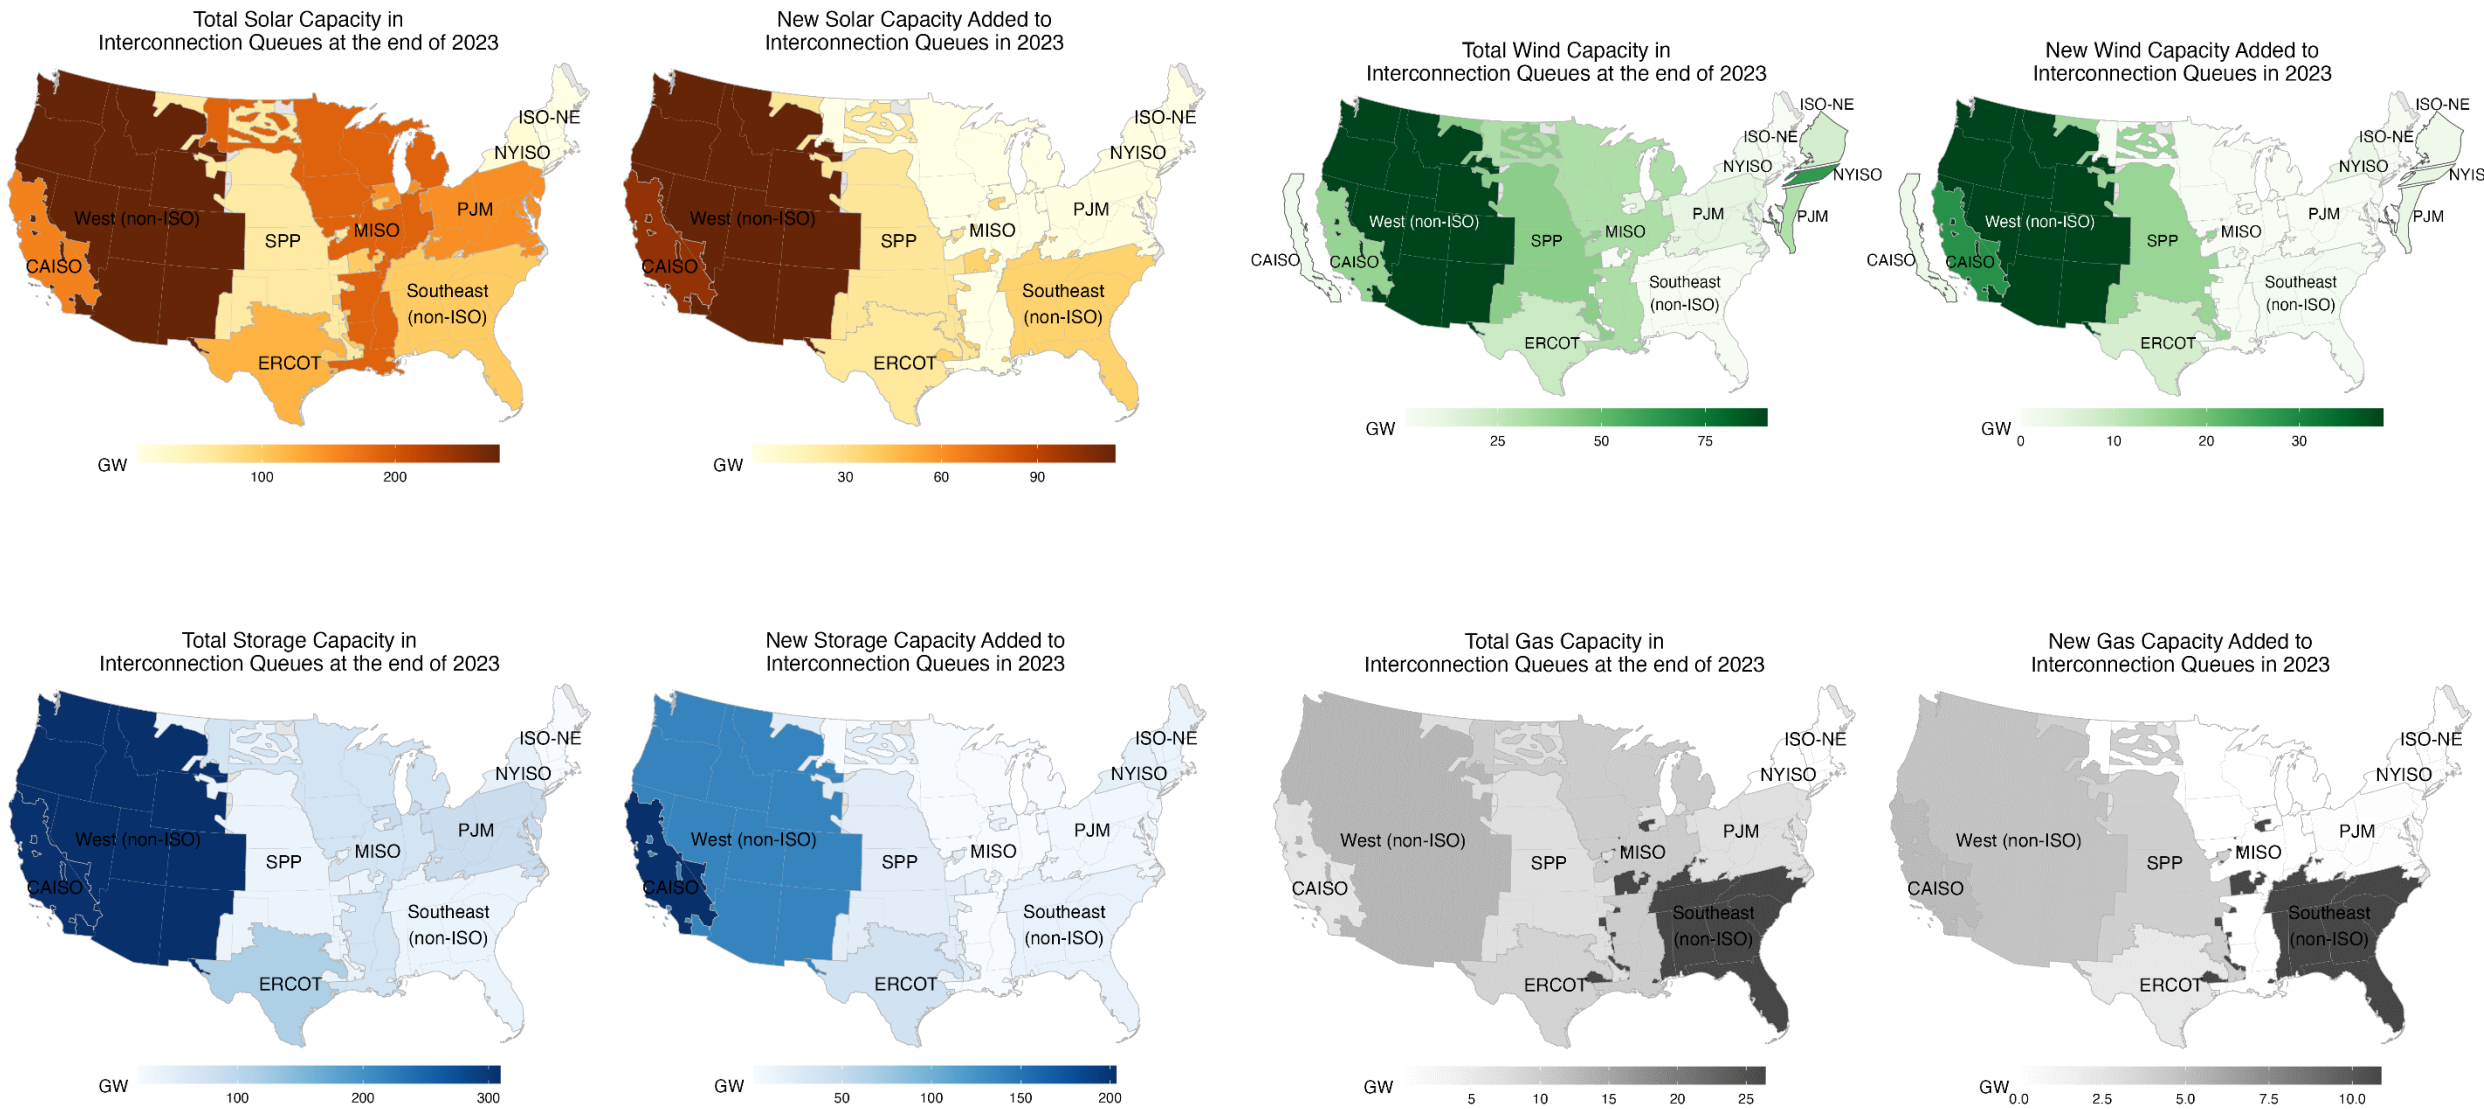 Total Solar Capacity in
Interconnection Queues at the end of 2023
ISO-NE
NYISO
West (non-ISO)
PJM
MISO
SPP
CAISO
Southeast
(non-ISO)
ERCOT
GW
100
200
New Solar Capacity Added to
Interconnection Queues in 2023
ISO-NE
NYISO
West (non-ISO)
PJM
MISO
SPP
CAISO
Southeast
(non-ISO)
ERCOT
GW
30
60
90
Total Wind Capacity in
Interconnection Queues at the end of 2023
ISO-NE
ISO-NE
NYISO
NYISO
West (non-ISO)
PJM
PJM
MISO
SPP
CAISO
CAISO
Southeast
(non-ISO)
ERCOT
GW
25
50
75
New Wind Capacity Added to
Interconnection Queues in 2023
ISO-NE
ISO-NE
NYISO
NYIS
West (non-ISO)
PJM
PJM
MISO
SPP
CAISO
CAISO
Southeast
(non-ISO)
ERCOT
GW
0
10
20
30
Total Storage Capacity in
Interconnection Queues at the end of 2023
ISO-NE
NYISO
West (non-ISO)
PJM
MISO
SPP
CAISO
Southeast
(non-ISO)
ERCOT
GW
100
200
300
New Storage Capacity Added to
Interconnection Queues in 2023
ISO-NE
NYISO
West (non-ISO)
PJM
MISO
SPP
CAISO
Southeast
(non-ISO)
ERCOT
GW
50
100
150
200
Total Gas Capacity in
Interconnection Queues at the end of 2023
ISO-NE
NYISO
West (non-ISO)
PJM
MISO
SPP
CAISO
Southeast
(non-ISO)
ERCOT
GW
5
10
15
20
25
New Gas Capacity Added to
Interconnection Queues in 2023
ISO-NE
NYISO
West (non-ISO)
PJM
MISO
SPP
CAISO
Southeast
(non-ISO)
ERCOT
GW
0.0
2.5
5.0
7.5
10.0